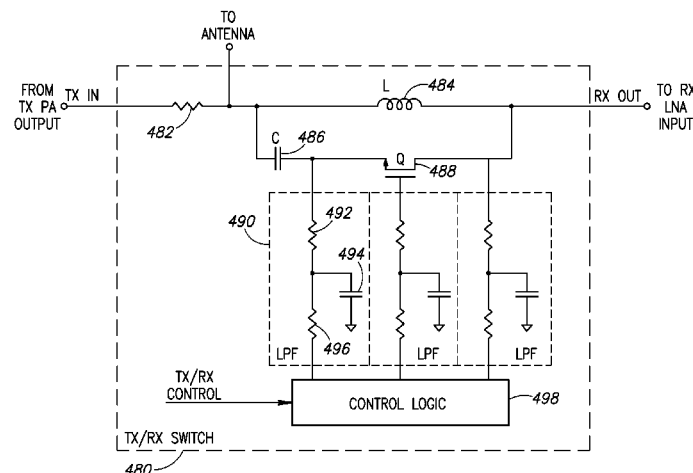 TO
ANTENNA
FROM
TX PA
OUTPUT
TX IN
482
L
484
RX OUT
TO RX
LNA
INPUT
C
486
Q
488
490
492
494
496
LPF
LPF
LPF
TX/RX
CONTROL
CONTROL LOGIC
498
TX/RX SWITCH
480